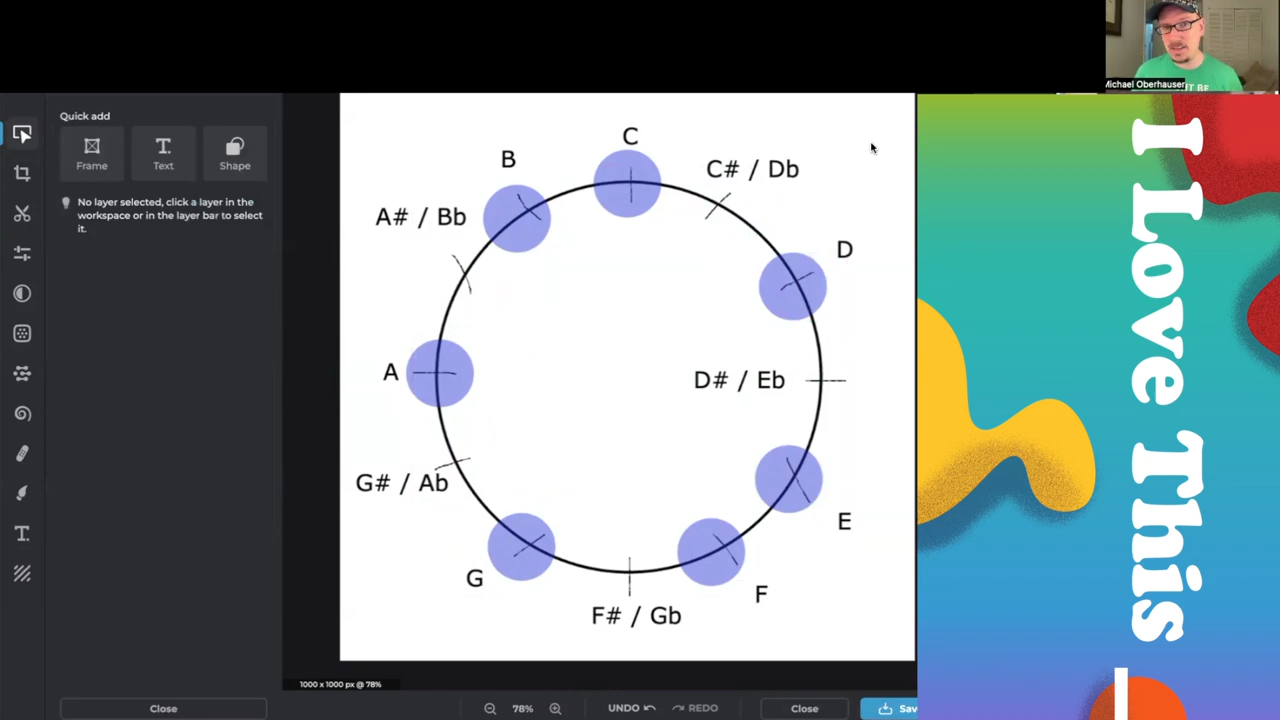 Michael Oberhauser
Quick add
Frame
Text
Shape
No layer selected, click a layer in the
workspace or in the layer bar to select
it.
C
B
C# / Db
A# / Bb
D
A
D# / Eb
G# / Ab
E
G
F
F# / Gb
I Love This
1000 x 1000 px @ 78%
Close
78%
UNDO
REDO
Close
Sav